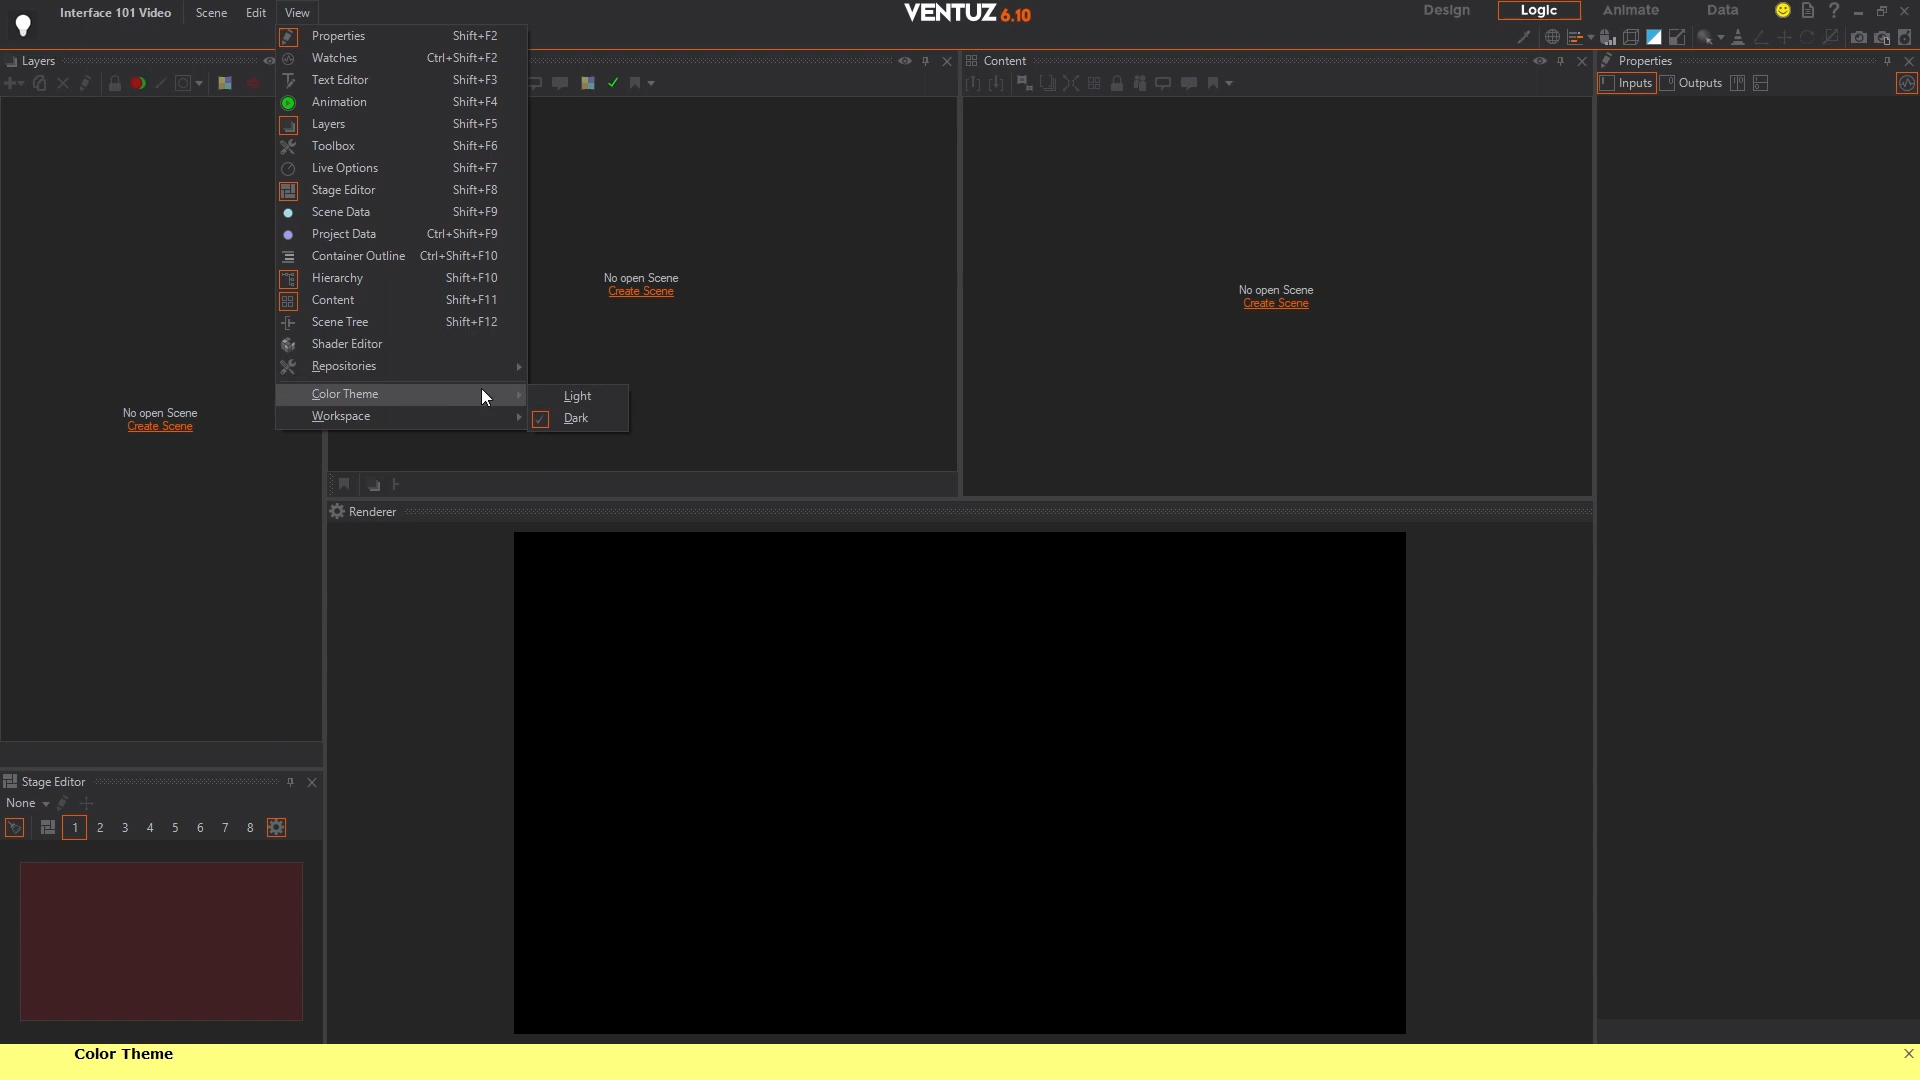 Interface 101 Video
Scene
Edit
View
VENTUZ 6.10
Design
Logic
Animate
Data
Layers
Content
Properties
Inputs
Outputs
Properties Shift+F2
Watches Ctrl+Shift+F2
Text Editor Shift+F3
Animation Shift+F4
Layers Shift+F5
Toolbox Shift+F6
Live Options Shift+F7
Stage Editor Shift+F8
Scene Data Shift+F9
Project Data Ctrl+Shift+F9
Container Outline Ctrl+Shift+F10
Hierarchy Shift+F10
Content Shift+F11
Scene Tree Shift+F12
Shader Editor
Repositories
Color Theme
Workspace
Light
Dark
No open Scene
Create Scene
No open Scene
Create Scene
No open Scene
Create Scene
Renderer
Stage Editor
None
1 2 3 4 5 6 7 8
Color Theme